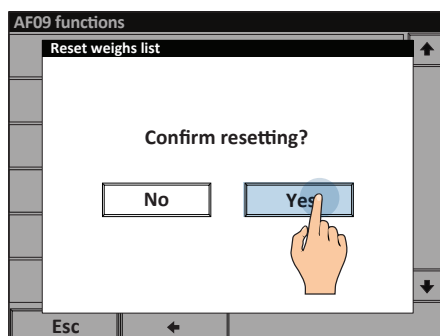 AF09 functions
Reset weighs list
Confirm resetting?
No
Yes
Esc